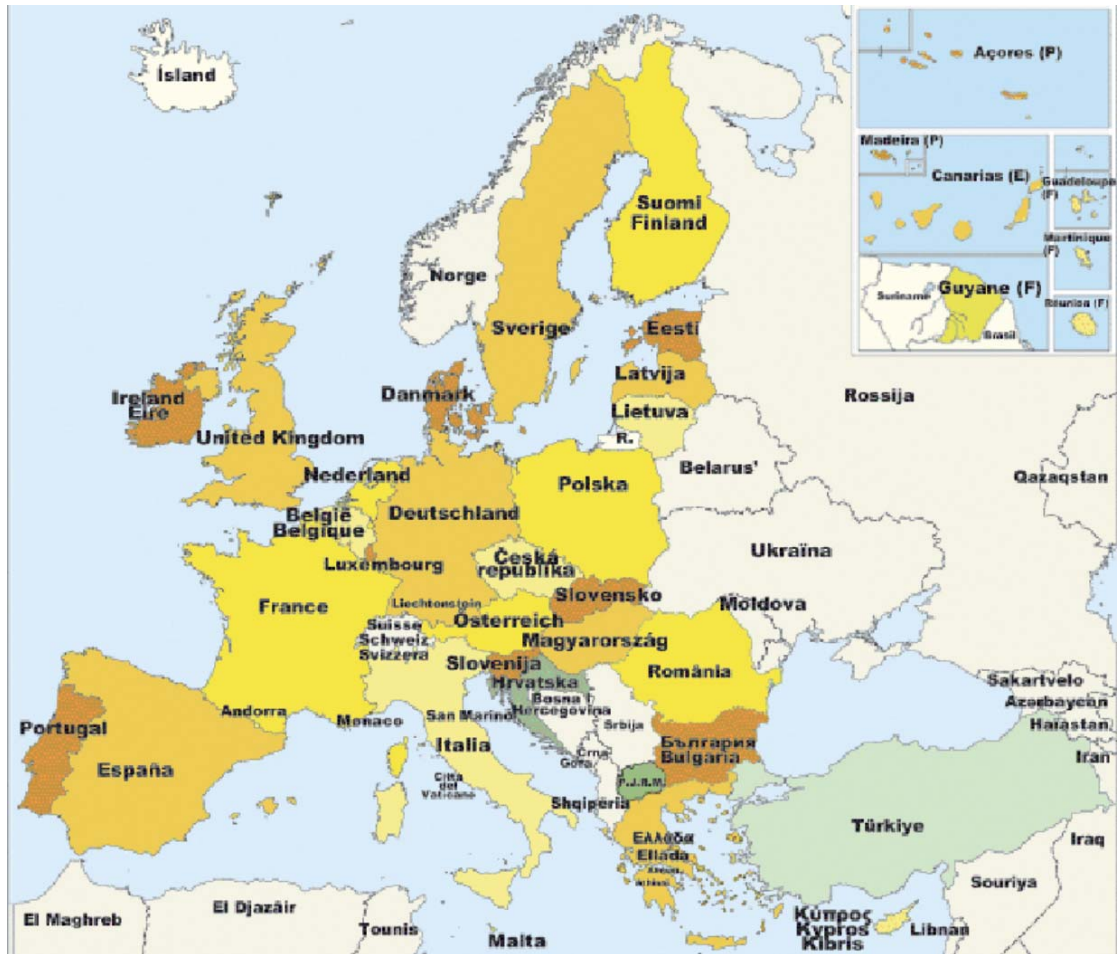 Ísland
Açores (P)
Madeira (P)
Canarias (E)
Guadeloupe
(F)
Martinique
(F)
Guyane (F)
Suriname
Brasil
Réunion (F)
Suomi
Finland
Norge
Sverige
Eesti
Latvija
Lietuva
R.
Rossija
Danmark
Ireland
Éire
United Kingdom
Nederland
België
Belgique
Deutschland
Polska
Belarus'
Qazaqstan
Luxembourg
Česká
republika
Ukraïna
Slovensko
Liechtenstein
Moldova
France
Österreich
Suisse
Schweiz
Svizzera
Magyarország
România
Slovenija
Hrvatska
Bosna i
Hercegovina
Srbija
Crna
Gora
Sakartvelo
Azərbaycan
Haiastan
Iran
Andorra
Monaco
San Marino
Portugal
España
Italia
Città
del
Vaticano
България
Bulgaria
Shqipëria
Türkiye
Iraq
Ελλάδα
Ellada
Souriya
El Maghreb
El Djazâir
Tounis
Malta
Κύπρος
Kypros
Kibris
Libnan